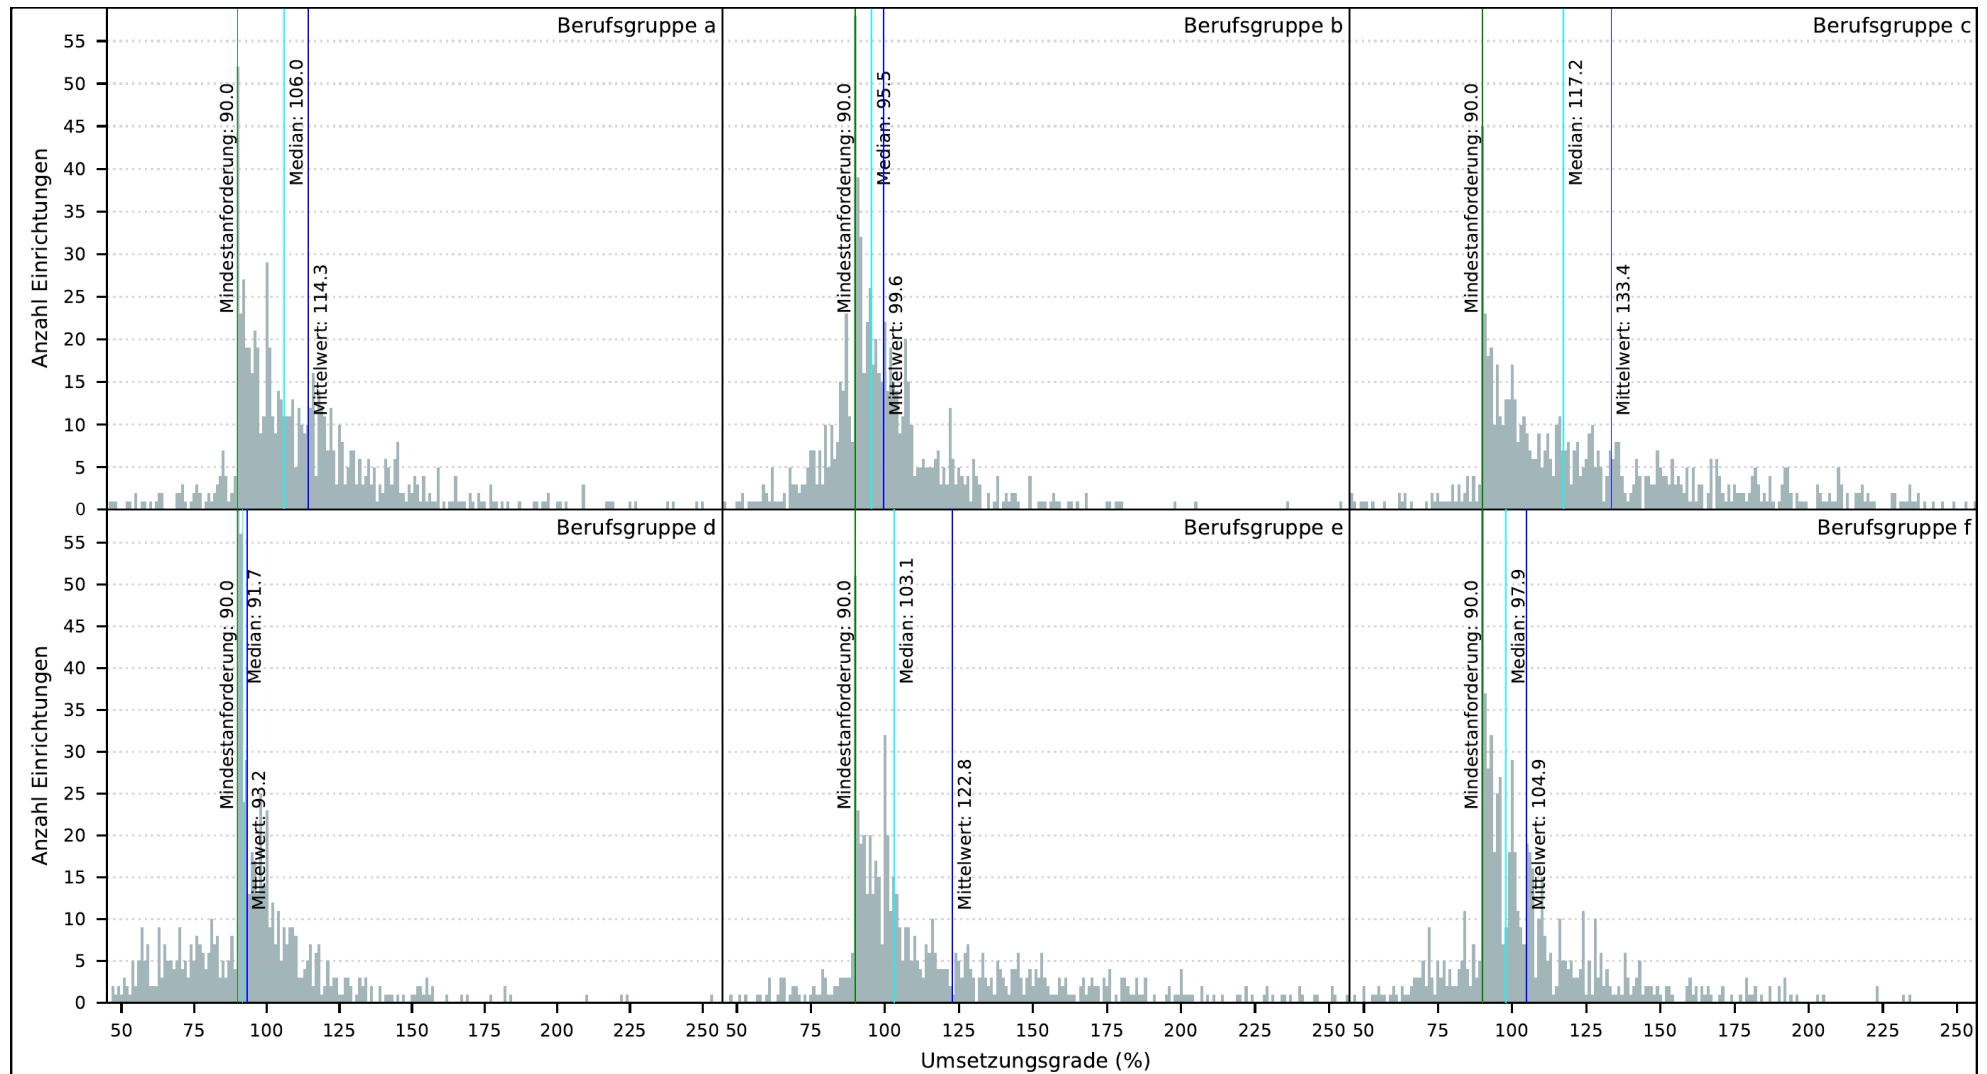 Berufsgruppe a
Berufsgruppe b
Berufsgruppe c
Anzahl Einrichtungen
55
50
45
40
35
30
25
20
15
10
5
0
Mindestanforderung: 90.0
Median: 106.0
Mittelwert: 114.3
Mindestanforderung: 90.0
Median: 95.5
Mittelwert: 99.6
Mindestanforderung: 90.0
Median: 117.2
Mittelwert: 133.4
Berufsgruppe d
Berufsgruppe e
Berufsgruppe f
Anzahl Einrichtungen
55
50
45
40
35
30
25
20
15
10
5
0
Mindestanforderung: 90.0
Median: 91.7
Mittelwert: 93.2
Mindestanforderung: 90.0
Median: 103.1
Mittelwert: 122.8
Mindestanforderung: 90.0
Median: 97.9
Mittelwert: 104.9
50 75 100 125 150 175 200 225 250 50 75 100 125 150 175 200 225 250 50 75 100 125 150 175 200 225 250
Umsetzungsgrade (%)